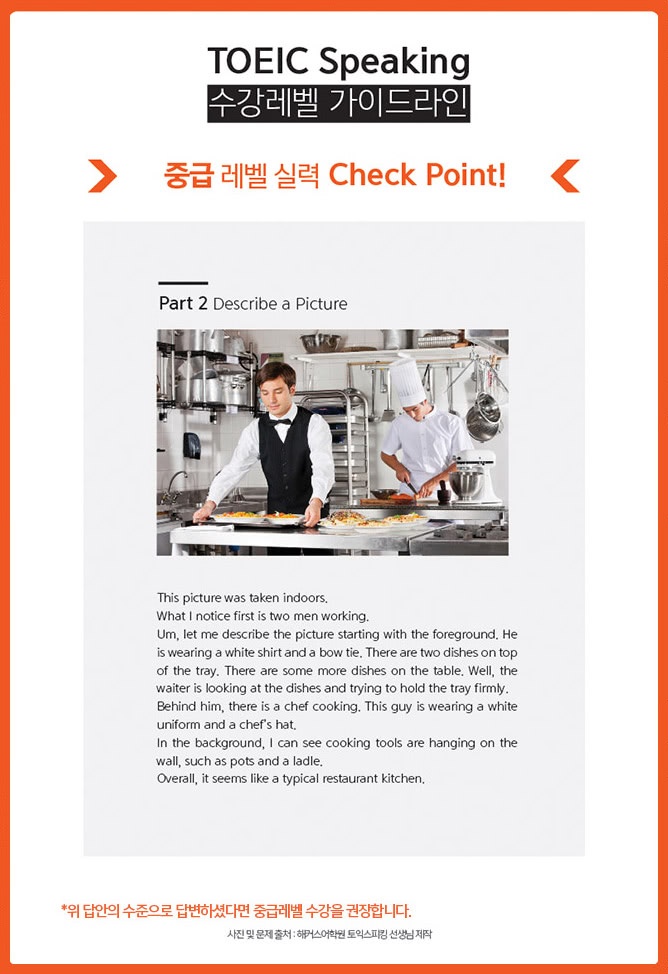 TOEIC Speaking
수강레벨 가이드라인
중급 레벨 실력 Check Point!
Part 2 Describe a Picture
This picture was taken indoors.
What I notice first is two men working.
Um, let me describe the picture starting with the foreground. He
is wearing a white shirt and a bow tie. There are two dishes on top
of the tray. There are some more dishes on the table. Well, the
waiter is looking at the dishes and trying to hold the tray firmly.
Behind him, there is a chef cooking. This guy is wearing a white
uniform and a chef's hat.
In the background, I can see cooking tools are hanging on the
wall, such as pots and a ladle.
Overall, it seems like a typical restaurant kitchen.
*위 답안의 수준으로 답변하셨다면 중급레벨 수강을 권장합니다.
사진 및 문제 출처 : 해커스어학원 토익스피킹 선생님 제작